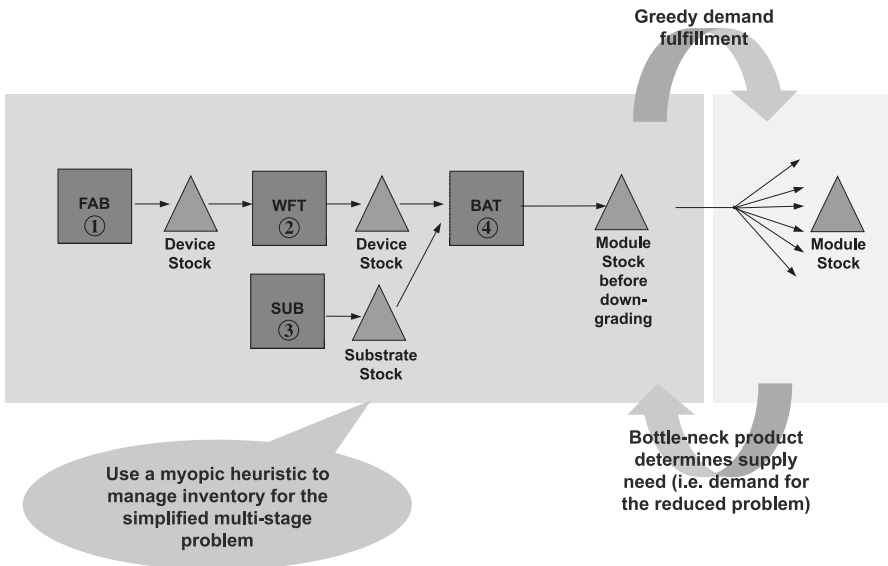 Greedy demand
fulfillment
FAB
①
Device
Stock
WFT
②
Device
Stock
BAT
④
Module
Stock
before
down-
grading
Module
Stock
SUB
③
Substrate
Stock
Use a myopic heuristic to
manage inventory for the
simplified multi-stage
problem
Bottle-neck product
determines supply
need (i.e. demand for
the reduced problem)